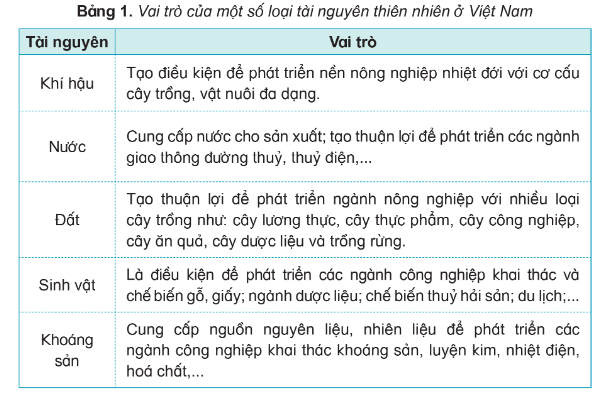 Bảng 1. Vai trò của một số loại tài nguyên thiên nhiên ở Việt Nam
Tài nguyên
Vai trò
Khí hậu
Tạo điều kiện để phát triển nền nông nghiệp nhiệt đới với cơ cấu
cây trồng, vật nuôi đa dạng.
Nước
Cung cấp nước cho sản xuất; tạo thuận lợi để phát triển các ngành
giao thông đường thuỷ, thuỷ điện,...
Đất
Tạo thuận lợi để phát triển ngành nông nghiệp với nhiều loại
cây trồng như: cây lương thực, cây thực phẩm, cây công nghiệp,
cây ăn quả, cây dược liệu và trồng rừng.
Sinh vật
Là điều kiện để phát triển các ngành công nghiệp khai thác và
chế biến gỗ, giấy; ngành dược liệu; chế biến thuỷ hải sản; du lịch;...
Khoáng
sản
Cung cấp nguồn nguyên liệu, nhiên liệu để phát triển các
ngành công nghiệp khai thác khoáng sản, luyện kim, nhiệt điện,
hoá chất,...